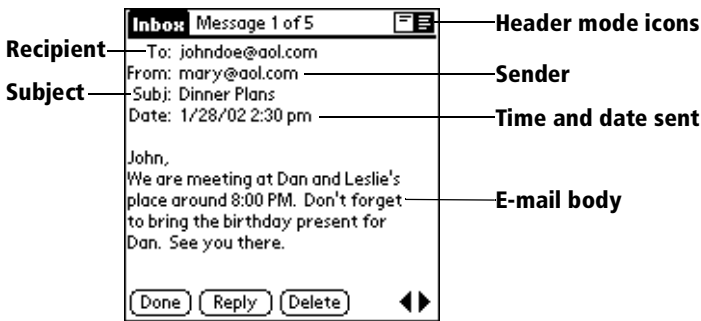 Inbox Message 1 of 5
Header mode icons
Recipient
To: johndoe@aol.com
From: mary@aol.com
Sender
Subject
Subj: Dinner Plans
Date: 1/28/02 2:30 pm
Time and date sent
John,
We are meeting at Dan and Leslie's
place around 8:00 PM. Don't forget
E-mail body
to bring the birthday present for
Dan. See you there.
Done Reply Delete